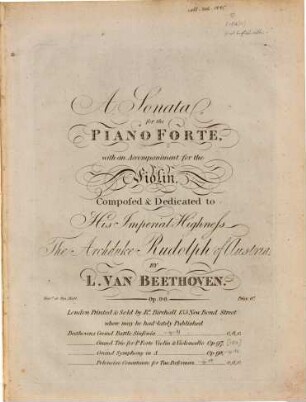 A Sonata
for the
PIANO FORTE,
with an Accompaniment for the
Violin,
Composed & Dedicated to
His Imperial Highness
The Archduke Rudolph of Austria,
BY
L. VAN BEETHOVEN.
Op. 96
London Printed & Sold by Rt. Birchall 133 New Bond Street
where may be had lately Published
Beethovens Grand Battle Sinfonia
Grand Trio for P. Forte Violin & Violoncello Op. 97
Grand Symphony in A Op. 98
Polonoise